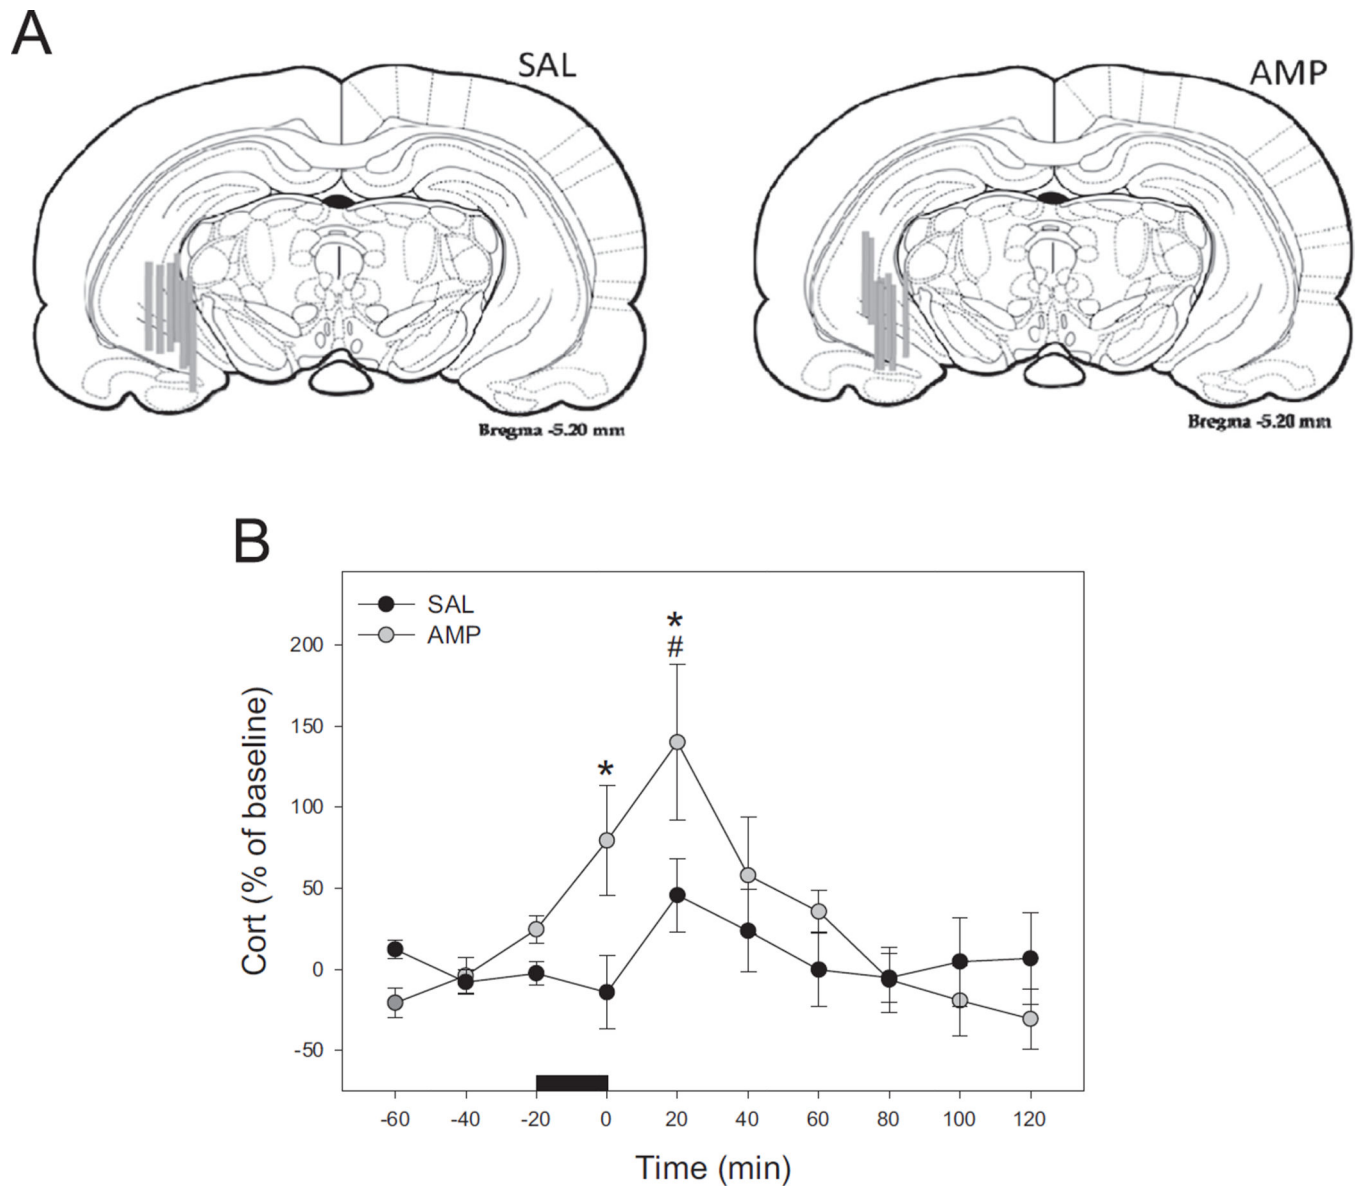 A
SAL
AMP
Bregma -5.20 mm
Bregma -5.20 mm
B
SAL
AMP
*
#
*
200
150
100
50
0
-50
Cort (% of baseline)
-60 -40 -20 0 20 40 60 80 100 120
Time (min)